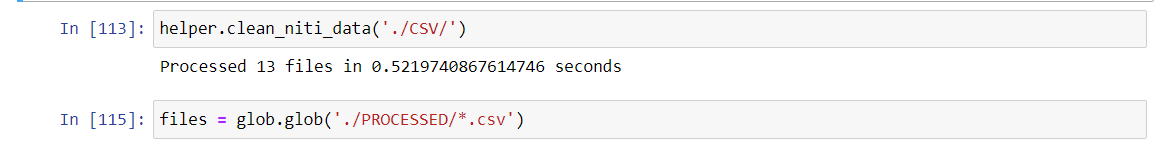 In [113]: helper.clean_niti_data('./CSV/')
Processed 13 files in 0.5219740867614746 seconds
In [115]: files = glob.glob('./PROCESSED/*.csv')